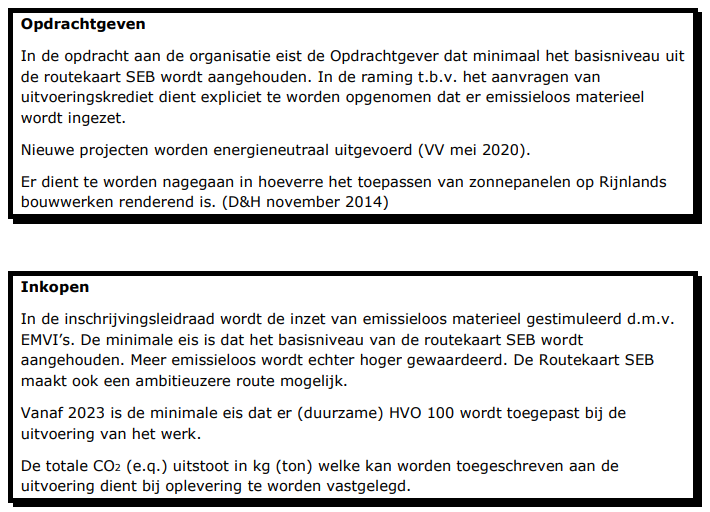 Opdrachtgeven
In de opdracht aan de organisatie eist de Opdrachtgever dat minimaal het basisniveau uit
de routekaart SEB wordt aangehouden. In de raming t.b.v. het aanvragen van
uitvoeringskrediet dient expliciet te worden opgenomen dat er emissieloos materieel
wordt ingezet.
Nieuwe projecten worden energieneutraal uitgevoerd (VV mei 2020).
Er dient te worden nagegaan in hoeverre het toepassen van zonnepanelen op Rijnlands
bouwwerken renderend is. (D&H november 2014)
Inkopen
In de inschrijvingsleidraad wordt de inzet van emissieloos materieel gestimuleerd d.m.v.
EMVI’s. De minimale eis is dat het basisniveau van de routekaart SEB wordt
aangehouden. Meer emissieloos wordt echter hoger gewaardeerd. De Routekaart SEB
maakt ook een ambitieuzere route mogelijk.
Vanaf 2023 is de minimale eis dat er (duurzame) HVO 100 wordt toegepast bij de
uitvoering van het werk.
De totale CO₂ (e.q.) uitstoot in kg (ton) welke kan worden toegeschreven aan de
uitvoering dient bij oplevering te worden vastgelegd.